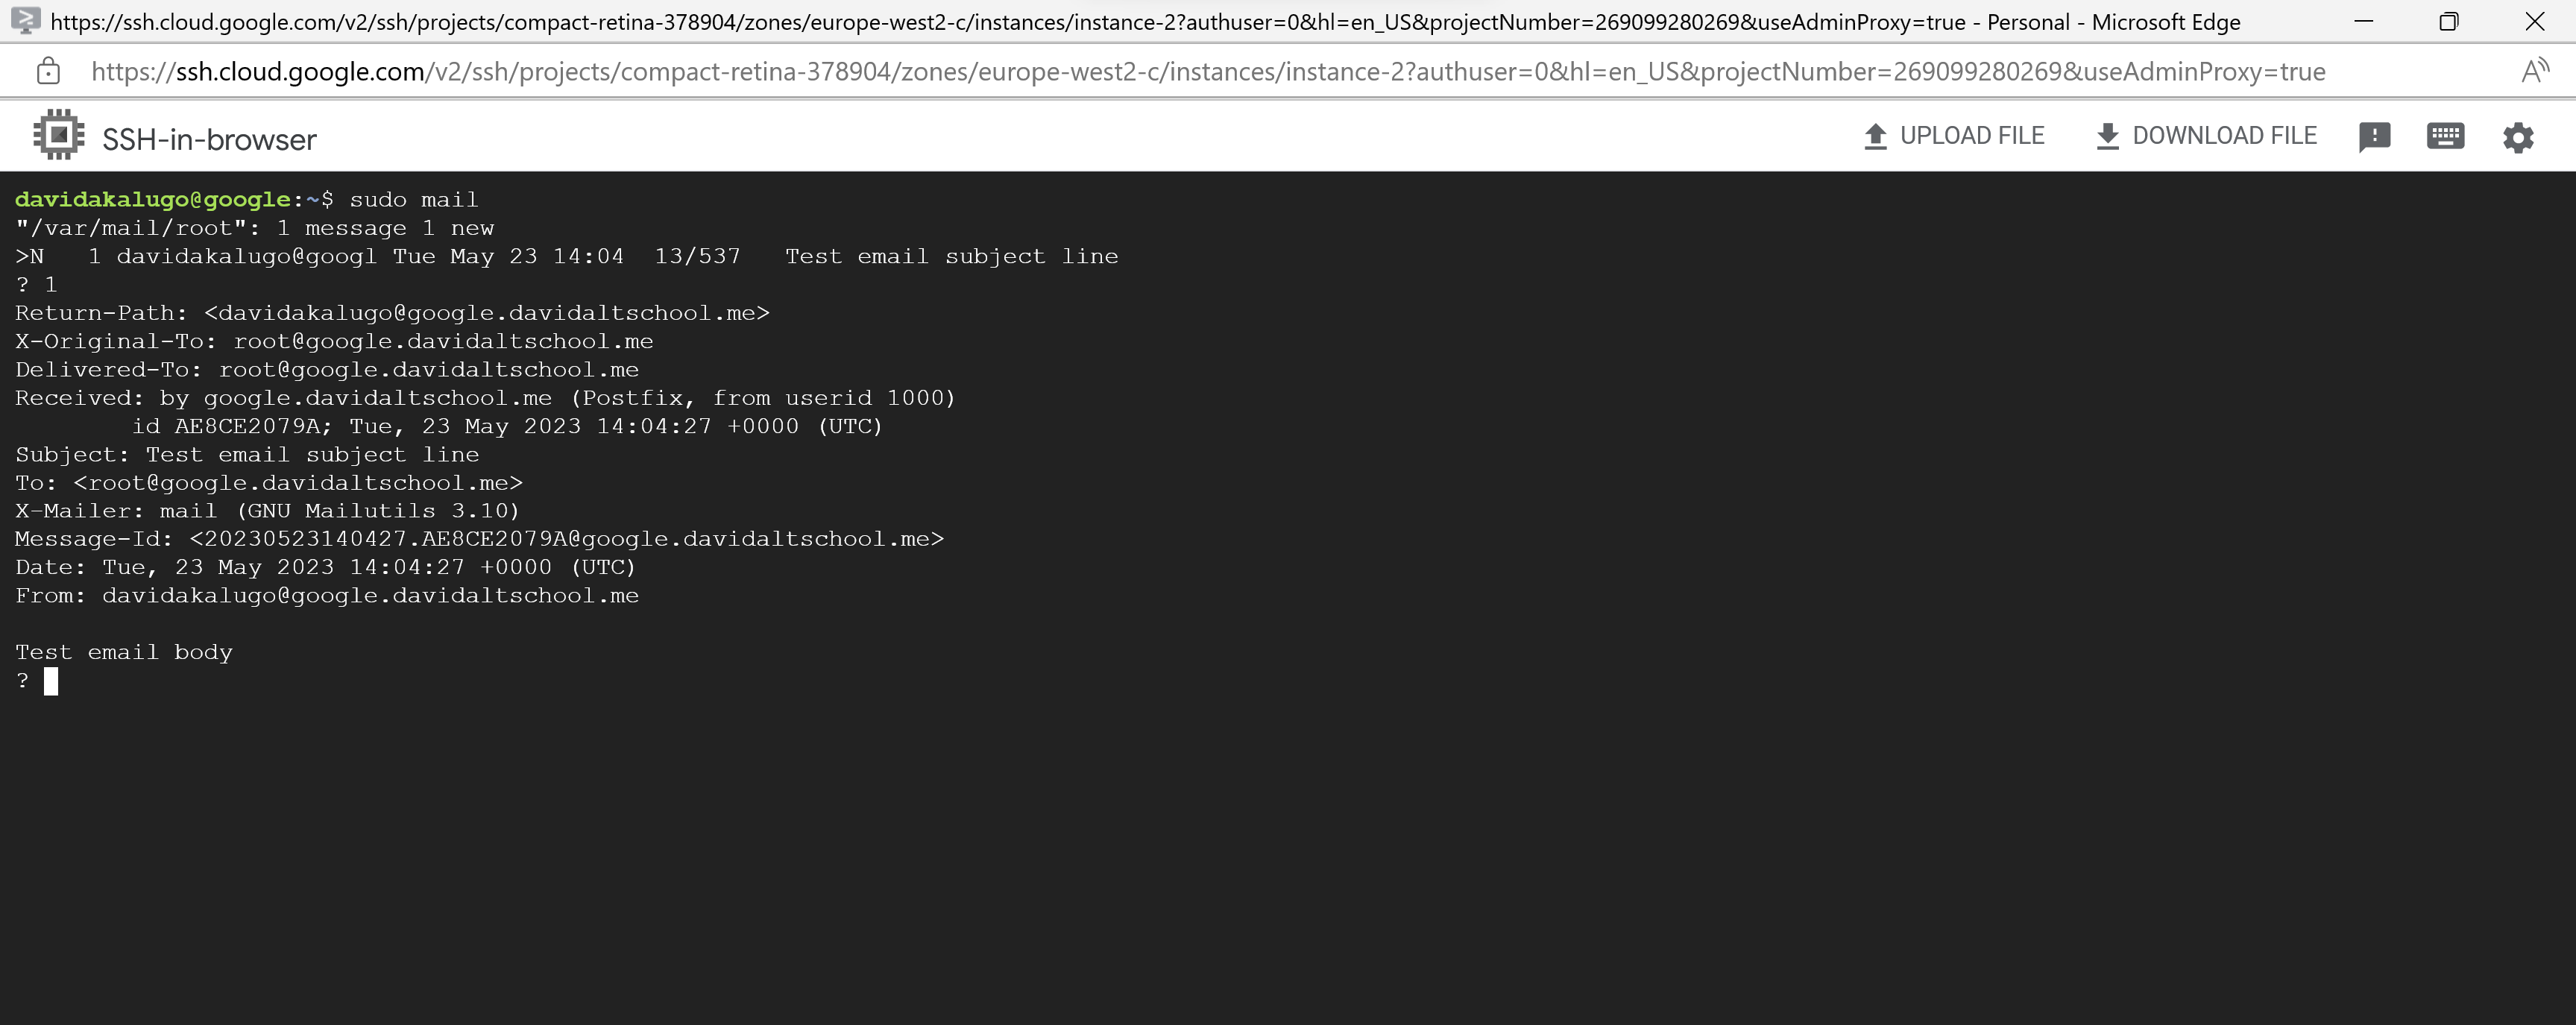 https://ssh.cloud.google.com/v2/ssh/projects/compact-retina-378904/zones/europe-west2-c/instances/instance-2?authuser=0&hl=en_US&projectNumber=269099280269&useAdminProxy=true - Personal - Microsoft Edge
https://ssh.cloud.google.com/v2/ssh/projects/compact-retina-378904/zones/europe-west2-c/instances/instance-2?authuser=0&hl=en_US&projectNumber=269099280269&useAdminProxy=true
SSH-in-browser UPLOAD FILE DOWNLOAD FILE
davidakalugo@google:~$ sudo mail
"/var/mail/root": 1 message 1 new
>N   1 davidakalugo@googl Tue May 23 14:04  13/537   Test email subject line
? 1
Return-Path: <davidakalugo@google.davidaltschool.me>
X-Original-To: root@google.davidaltschool.me
Delivered-To: root@google.davidaltschool.me
Received: by google.davidaltschool.me (Postfix, from userid 1000)
        id AE8CE2079A; Tue, 23 May 2023 14:04:27 +0000 (UTC)
Subject: Test email subject line
To: <root@google.davidaltschool.me>
X-Mailer: mail (GNU Mailutils 3.10)
Message-Id: <20230523140427.AE8CE2079A@google.davidaltschool.me>
Date: Tue, 23 May 2023 14:04:27 +0000 (UTC)
From: davidakalugo@google.davidaltschool.me

Test email body
?